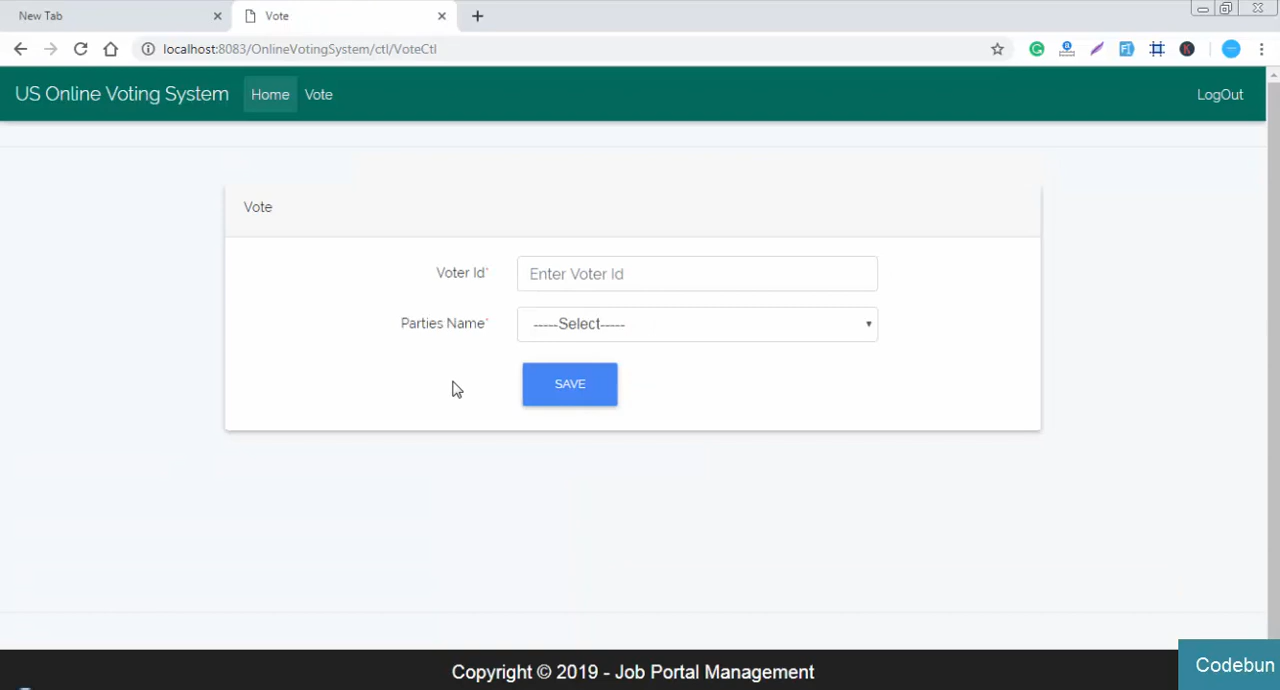 New Tab
Vote
localhost:8083/OnlineVotingSystem/ctl/VoteCtl
US Online Voting System Home Vote LogOut
Vote
Voter Id* Enter Voter Id
Parties Name* -----Select-----
SAVE
Copyright © 2019 - Job Portal Management
Codebun